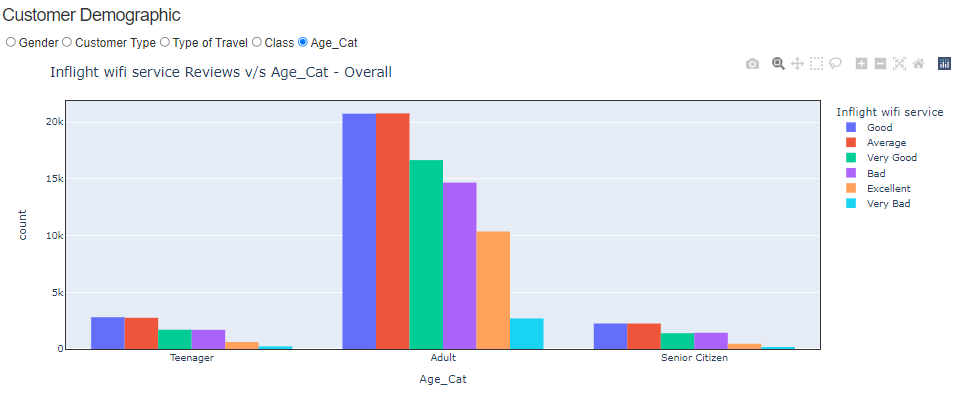 Customer Demographic
Gender Customer Type Type of Travel Class Age_Cat
Inflight wifi service Reviews v/s Age_Cat - Overall
Inflight wifi service
Good
Average
Very Good
Bad
Excellent
Very Bad
20k
15k
10k
5k
0
count
Teenager Adult Senior Citizen
Age_Cat